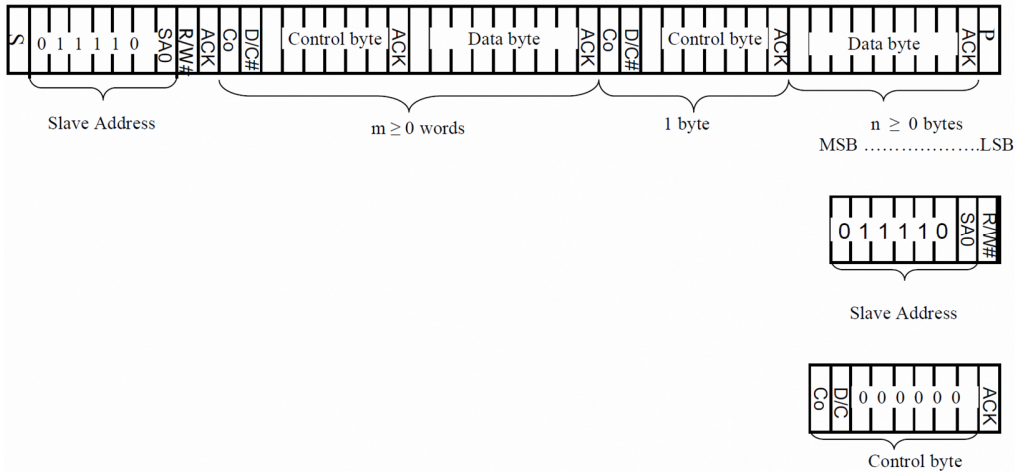 S 0 1 1 1 1 0 SA0 R/W# ACK Co D/C# Control byte ACK Data byte ACK Co D/C# Control byte ACK Data byte ACK P
Slave Address
m ≥ 0 words
1 byte
n ≥ 0 bytes
MSB ………………….LSB
0 1 1 1 1 0 SA0 R/W#
Slave Address
Co D/C 0 0 0 0 0 0 ACK
Control byte